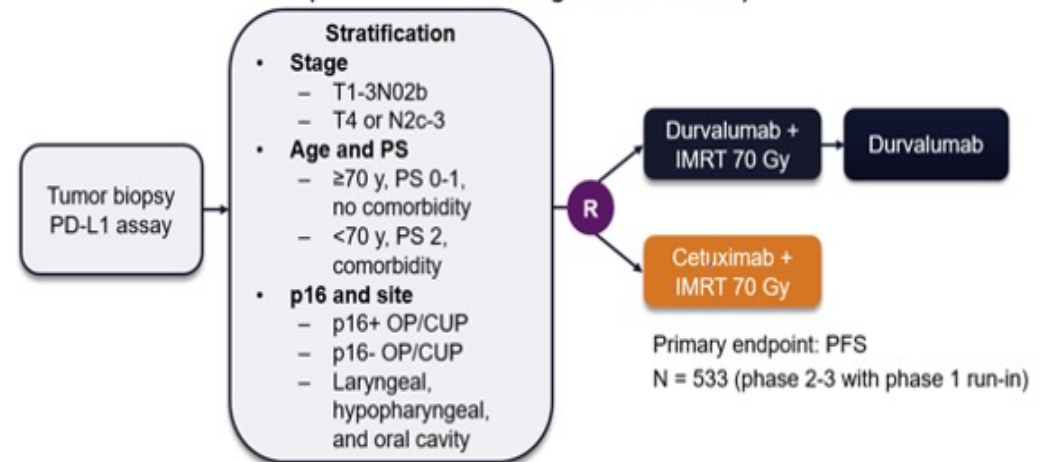 Stratification
• Stage
– T1-3N02b
– T4 or N2c-3
• Age and PS
– ≥70 y, PS 0-1,
no comorbidity
– <70 y, PS 2,
comorbidity
• p16 and site
– p16+ OP/CUP
– p16- OP/CUP
– Laryngeal,
hypopharyngeal,
and oral cavity
Tumor biopsy
PD-L1 assay
R
Durvalumab +
IMRT 70 Gy
Durvalumab
Cetuximab +
IMRT 70 Gy
Primary endpoint: PFS
N = 533 (phase 2-3 with phase 1 run-in)